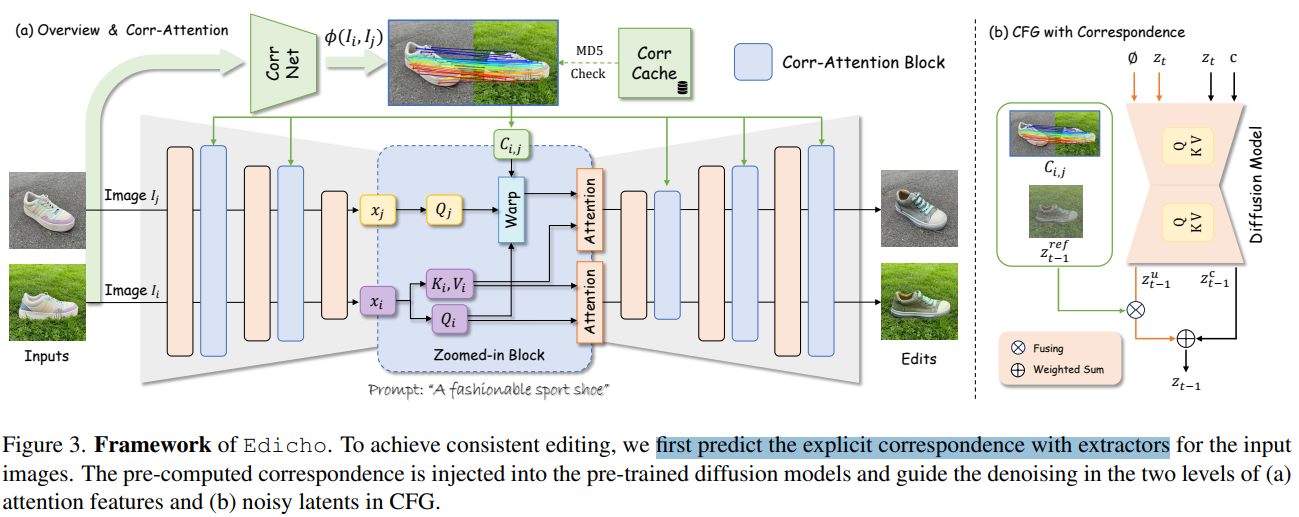 (a) Overview & Corr-Attention
Corr Net
ϕ(I_i, I_j)
MD5
Check
Corr Cache
Corr-Attention Block
C_{i,j}
Image I_j
x_j
Q_j
Warp
Attention
Image I_i
x_i
K_i, V_i
Q_i
Attention
Inputs
Zoomed-in Block
Edits
Prompt: "A fashionable sport shoe"
(b) CFG with Correspondence
∅
z_t
z_t
c
Q
KV
Q
KV
Diffusion Model
C_{i,j}
z_{t-1}^{ref}
z_{t-1}^{u}
z_{t-1}^{c}
Fusing
Weighted Sum
z_{t-1}
Figure 3. Framework of Edicho. To achieve consistent editing, we first predict the explicit correspondence with extractors for the input
images. The pre-computed correspondence is injected into the pre-trained diffusion models and guide the denoising in the two levels of (a)
attention features and (b) noisy latents in CFG.